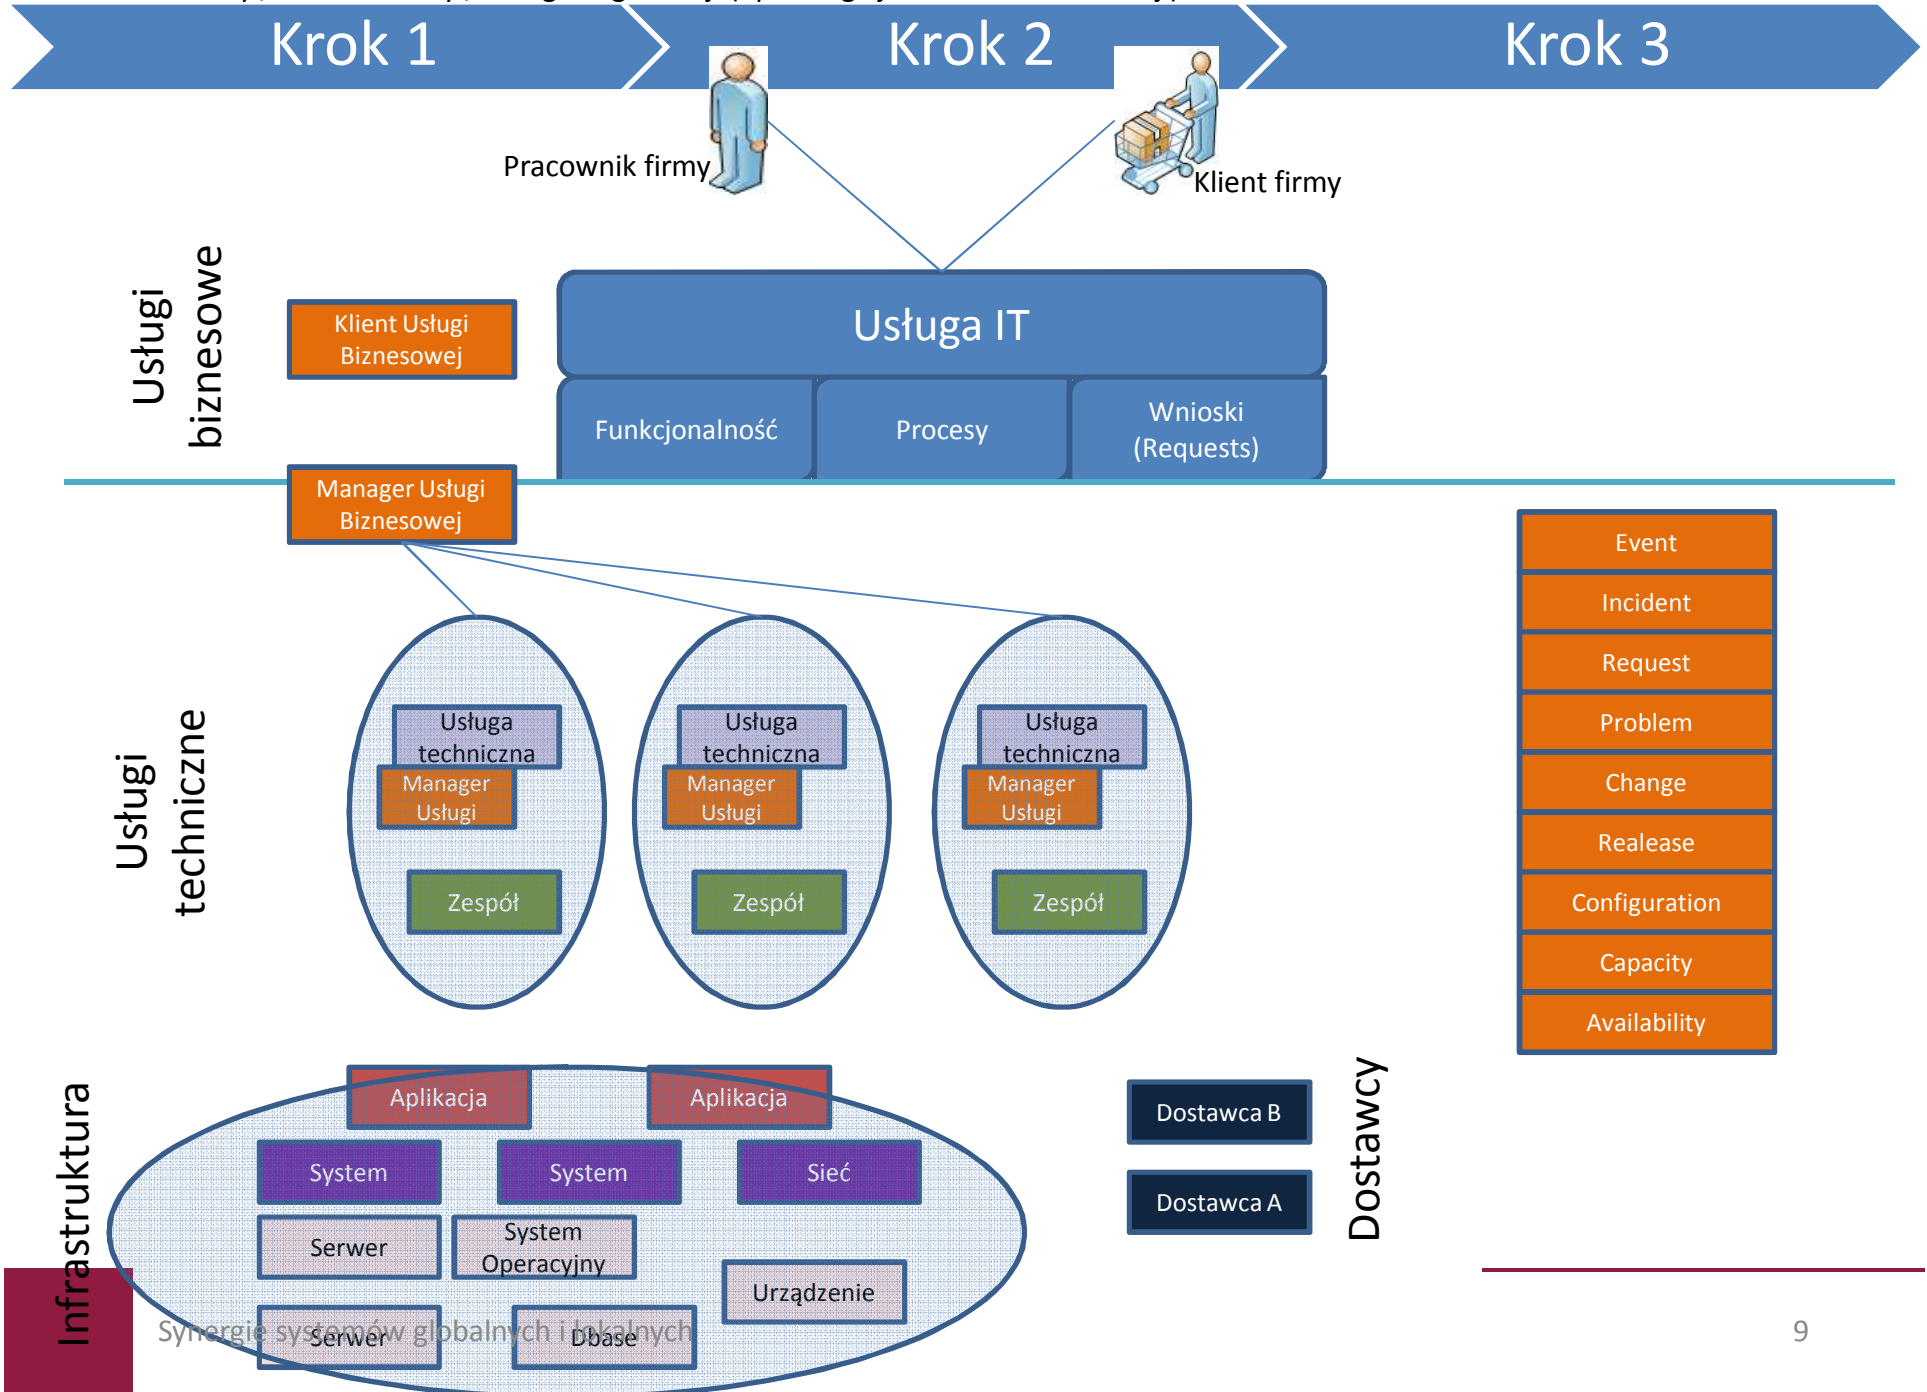 Krok 1
Krok 2
Krok 3
Pracownik firmy
Klient firmy
Usługi
biznesowe
Klient Usługi
Biznesowej
Usługa IT
Funkcjonalność
Procesy
Wnioski
(Requests)
Manager Usługi
Biznesowej
Event
Incident
Request
Problem
Change
Realease
Configuration
Capacity
Availability
Usługi
techniczne
Usługa
techniczna
Manager
Usługi
Zespół
Usługa
techniczna
Manager
Usługi
Zespół
Usługa
techniczna
Manager
Usługi
Zespół
Infrastruktura
Aplikacja
Aplikacja
System
System
Sieć
Serwer
System
Operacyjny
Urządzenie
Serwer
Dbase
Dostawca B
Dostawca A
Dostawcy
Synergie systemów globalnych i lokalnych
9